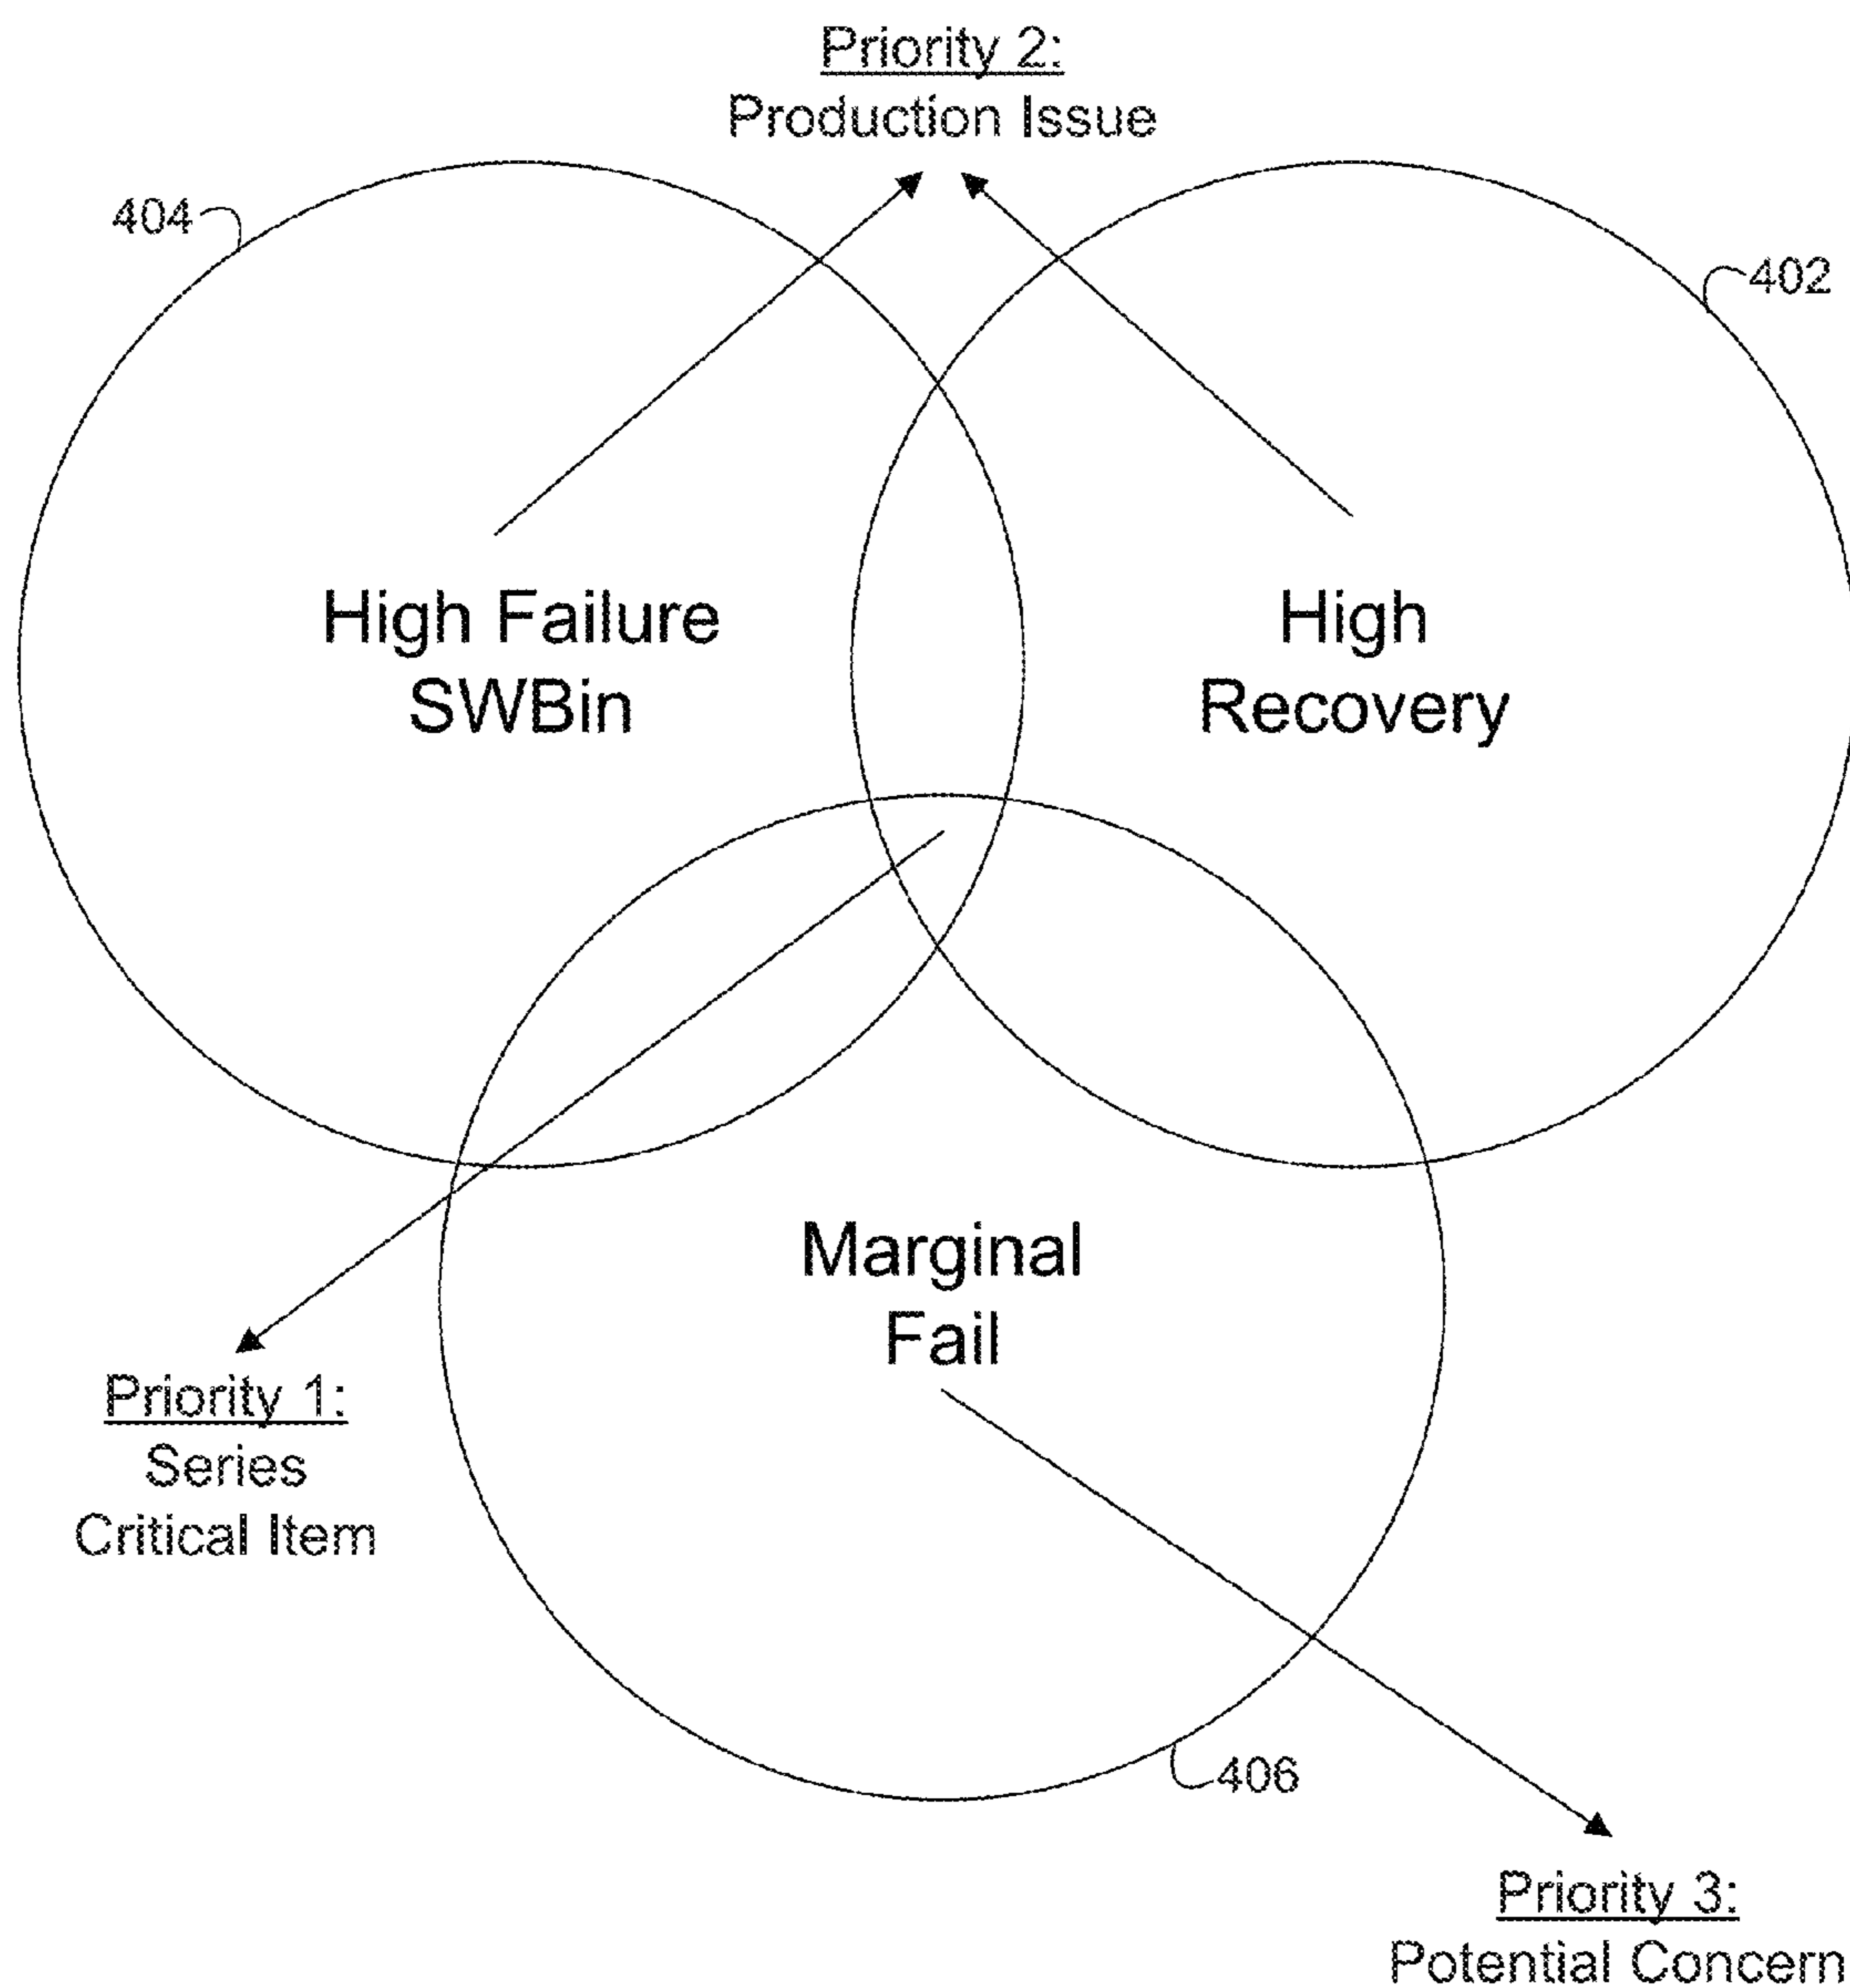 Priority 2:
Production Issue
404
402
High Failure
SWBin
High
Recovery
Marginal
Fail
Priority 1:
Series
Critical Item
406
Priority 3:
Potential Concern